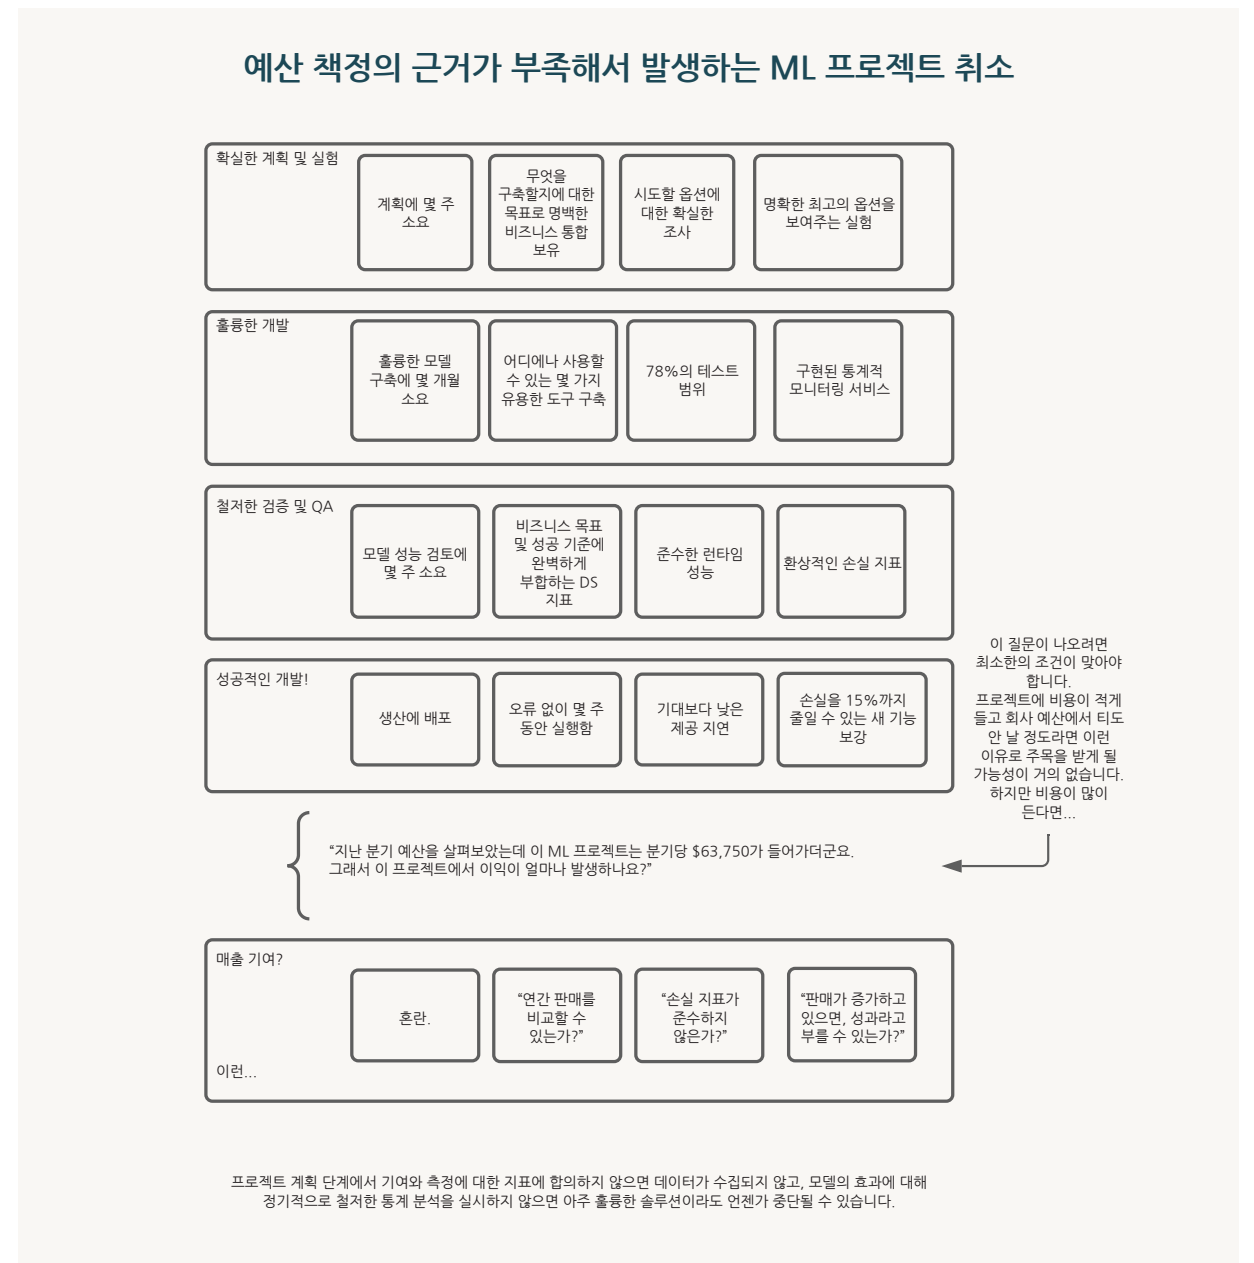 예산 책정의 근거가 부족해서 발생하는 ML 프로젝트 취소
확실한 계획 및 실험
계획에 몇 주
소요
무엇을
구축할지에 대한
목표로 명백한
비즈니스 통합
보유
시도할 옵션에
대한 확실한
조사
명확한 최고의 옵션을
보여주는 실험
훌륭한 개발
훌륭한 모델
구축에 몇 개월
소요
어디에나 사용할
수 있는 몇 가지
유용한 도구 구축
78%의 테스트
범위
구현된 통계적
모니터링 서비스
철저한 검증 및 QA
모델 성능 검토에
몇 주 소요
비즈니스 목표
및 성공 기준에
완벽하게
부합하는 DS
지표
준수한 런타임
성능
환상적인 손실 지표
성공적인 개발!
생산에 배포
오류 없이 몇 주
동안 실행함
기대보다 낮은
제공 지연
손실을 15%까지
줄일 수 있는 새 기능
보강
이 질문이 나오려면
최소한의 조건이 맞아야
합니다.
프로젝트에 비용이 적게
들고 회사 예산에서 티도
안 날 정도라면 이런
이유로 주목을 받게 될
가능성이 거의 없습니다.
하지만 비용이 많이
든다면...
“지난 분기 예산을 살펴보았는데 이 ML 프로젝트는 분기당 $63,750가 들어가더군요.
그래서 이 프로젝트에서 이익이 얼마나 발생하나요?”
매출 기여?
혼란.
“연간 판매를
비교할 수
있는가?”
“손실 지표가
준수하지
않은가?”
“판매가 증가하고
있으면, 성과라고
부를 수 있는가?”
이런...
프로젝트 계획 단계에서 기여와 측정에 대한 지표에 합의하지 않으면 데이터가 수집되지 않고, 모델의 효과에 대해
정기적으로 철저한 통계 분석을 실시하지 않으면 아주 훌륭한 솔루션이라도 언젠가 중단될 수 있습니다.